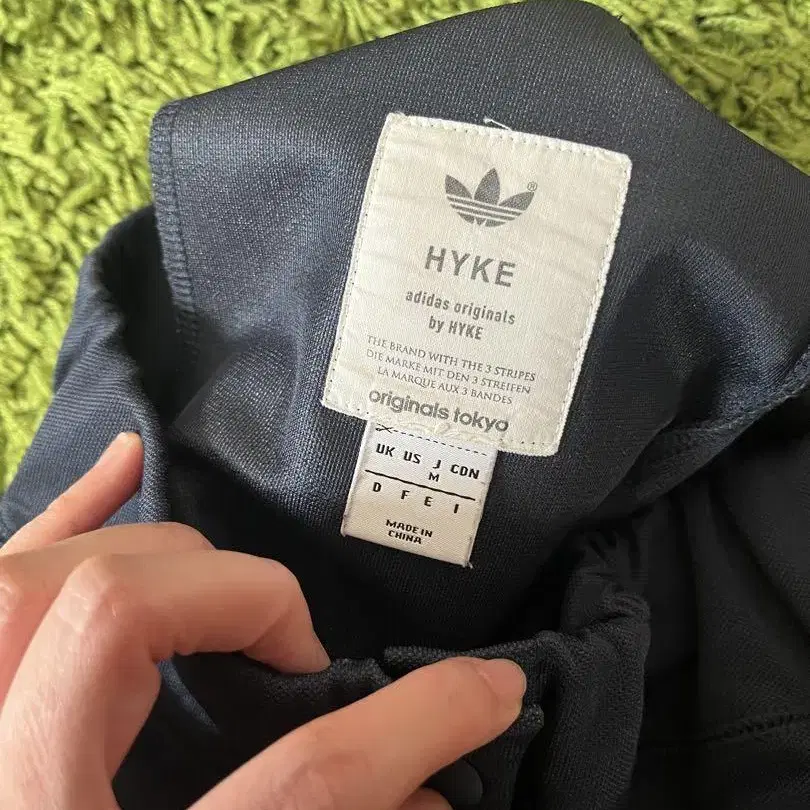 ®
HYKE
adidas originals
by HYKE
THE BRAND WITH THE 3 STRIPES
DIE MARKE MIT DEN 3 STREIFEN
LA MARQUE AUX 3 BANDES
originals tokyo
UK US J CDN
M
D F E I
MADE IN
CHINA